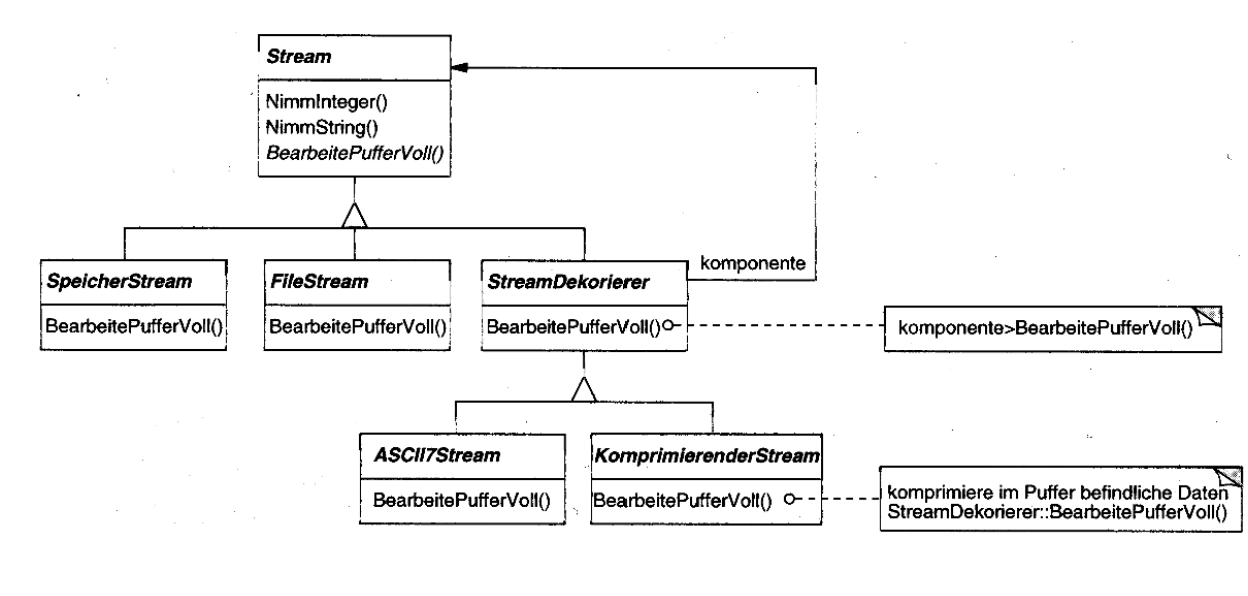 Stream
NimmInteger()
NimmString()
BearbeitePufferVoll()
komponente
SpeicherStream
BearbeitePufferVoll()
FileStream
BearbeitePufferVoll()
StreamDekorierer
BearbeitePufferVoll()
komponente>BearbeitePufferVoll()
ASCII7Stream
BearbeitePufferVoll()
KomprimierenderStream
BearbeitePufferVoll()
komprimiere im Puffer befindliche Daten
StreamDekorierer::BearbeitePufferVoll()